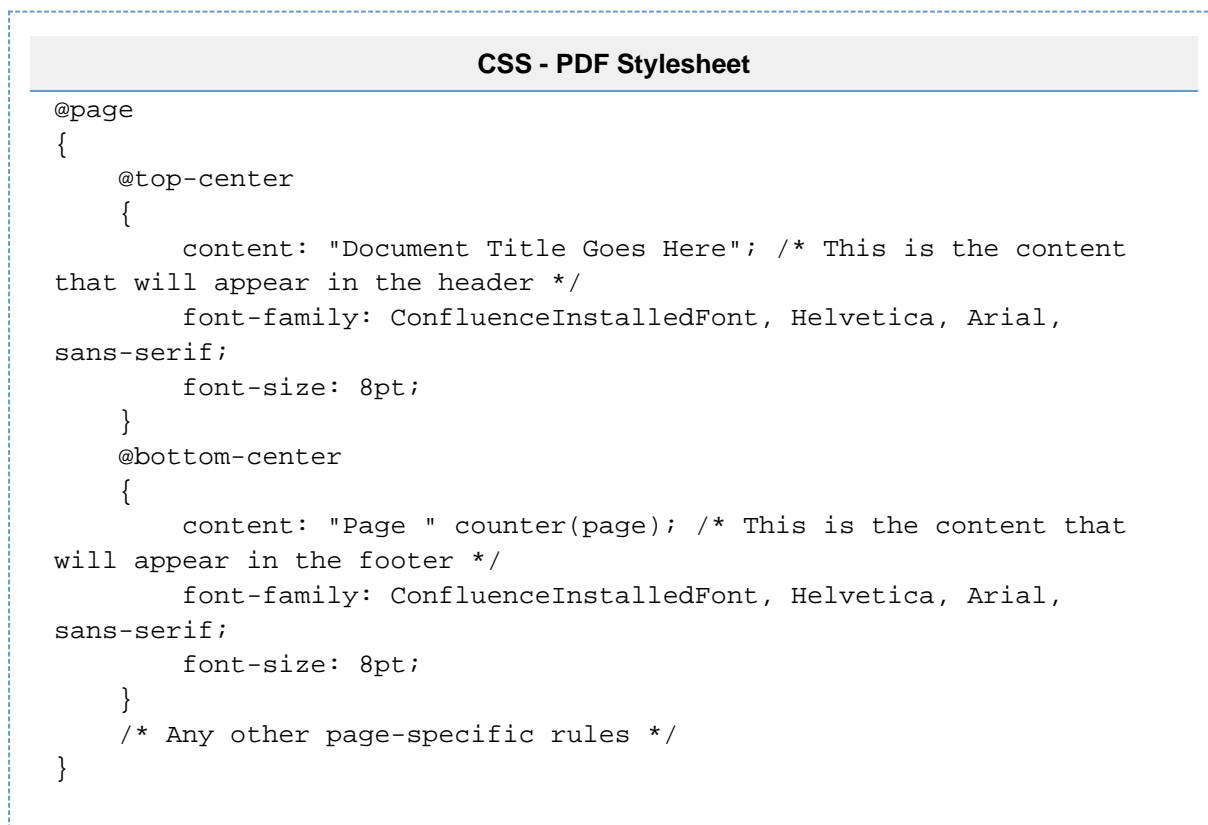 CSS - PDF Stylesheet
@page
{
    @top-center
    {
        content: "Document Title Goes Here"; /* This is the content
that will appear in the header */
        font-family: ConfluenceInstalledFont, Helvetica, Arial,
sans-serif;
        font-size: 8pt;
    }
    @bottom-center
    {
        content: "Page " counter(page); /* This is the content that
will appear in the footer */
        font-family: ConfluenceInstalledFont, Helvetica, Arial,
sans-serif;
        font-size: 8pt;
    }
    /* Any other page-specific rules */
}